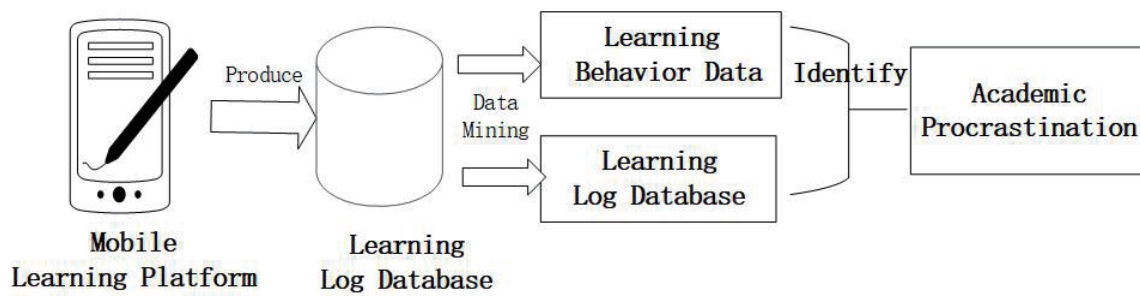 Mobile
Learning Platform
Produce
Learning
Log Database
Data
Mining
Learning
Behavior Data
Learning
Log Database
Identify
Academic
Procrastination